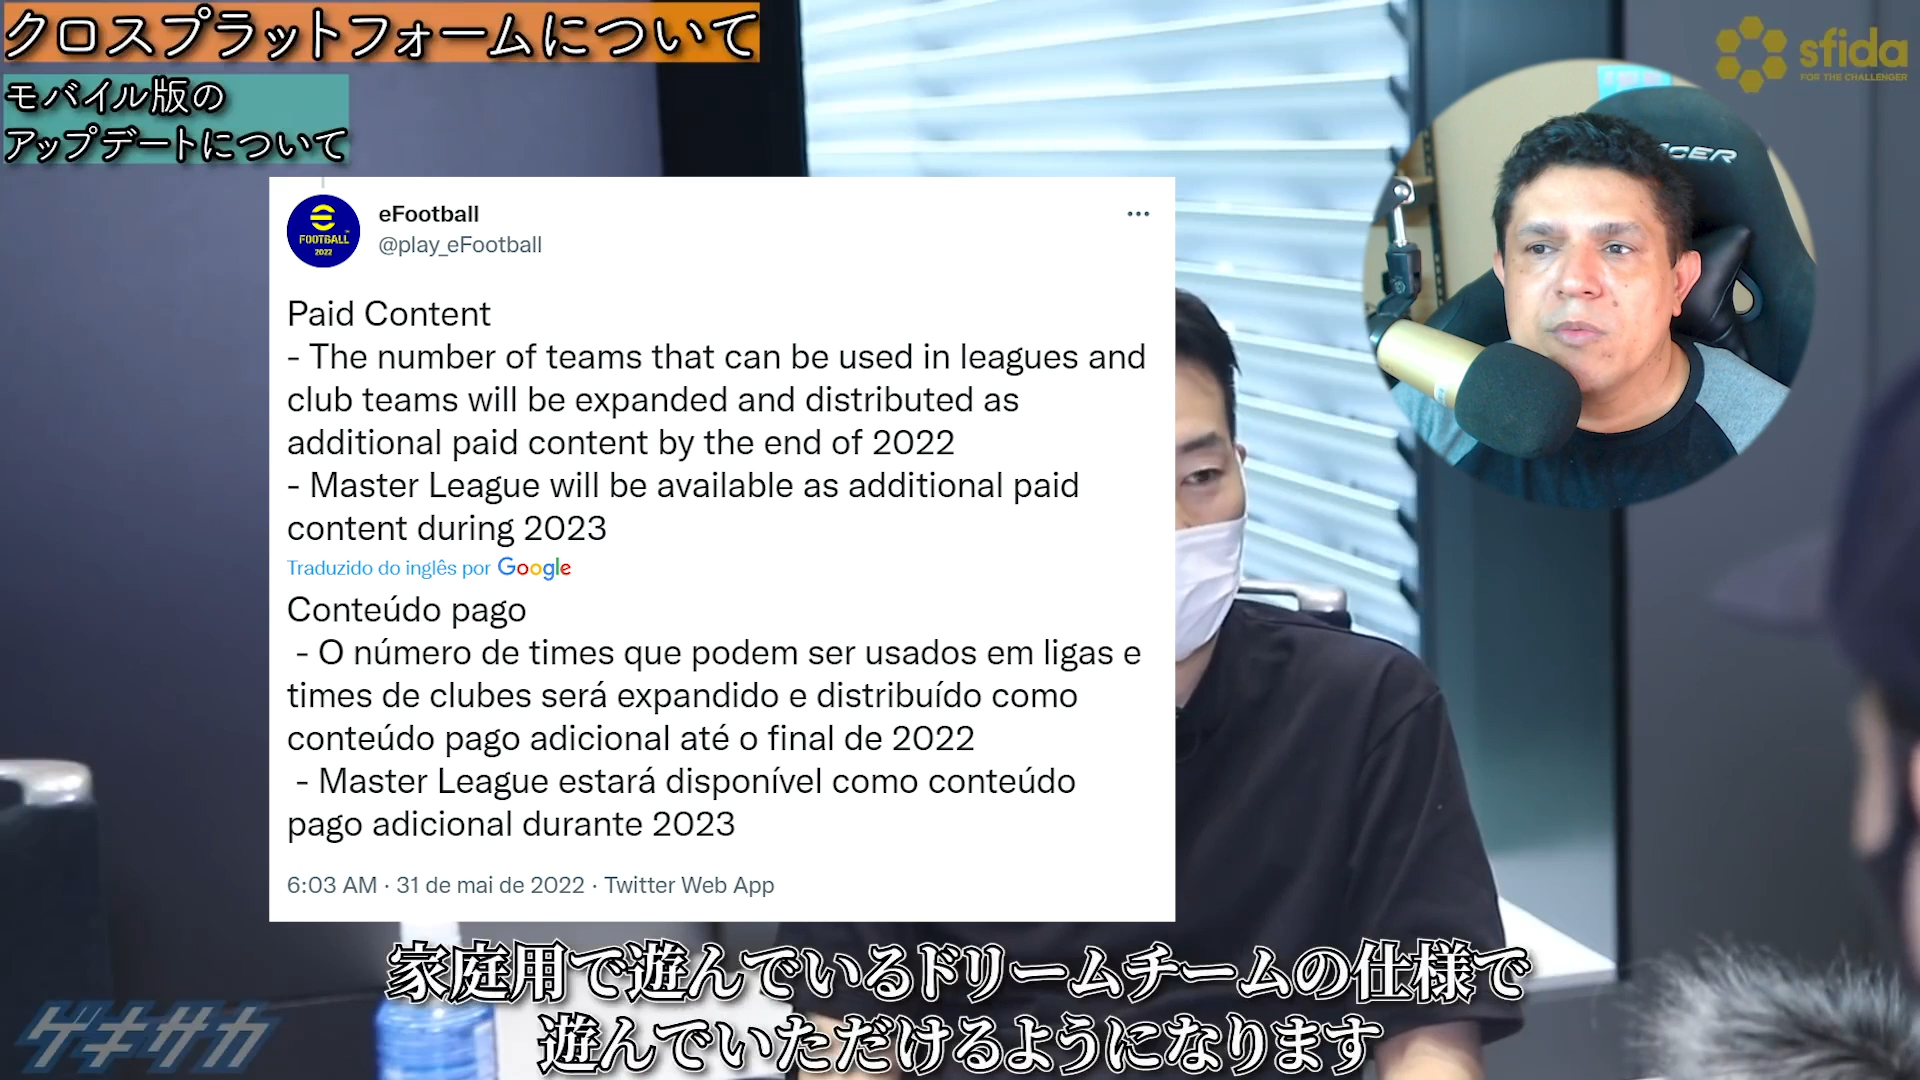 クロスプラットフォームについて
モバイル版の
アップデートについて
sfida
FOR THE CHALLENGER
eFootball
@play_eFootball
FOOTBALL
2022
Paid Content
- The number of teams that can be used in leagues and
club teams will be expanded and distributed as
additional paid content by the end of 2022
- Master League will be available as additional paid
content during 2023
Traduzido do inglês por Google
Conteúdo pago
- O número de times que podem ser usados em ligas e
times de clubes será expandido e distribuído como
conteúdo pago adicional até o final de 2022
- Master League estará disponível como conteúdo
pago adicional durante 2023
6:03 AM · 31 de mai de 2022 · Twitter Web App
家庭用で遊んでいるドリームチームの仕様で
遊んでいただけるようになります
ゲキサカ